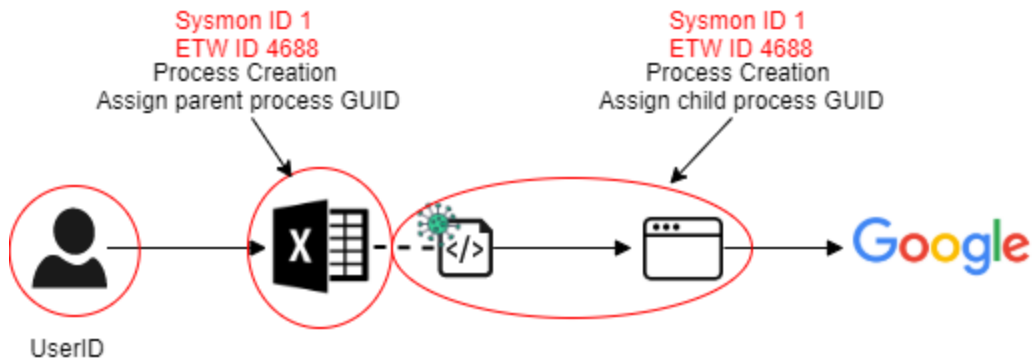 Sysmon ID 1
ETW ID 4688
Process Creation
Assign parent process GUID
Sysmon ID 1
ETW ID 4688
Process Creation
Assign child process GUID
X
</>
Google
UserID